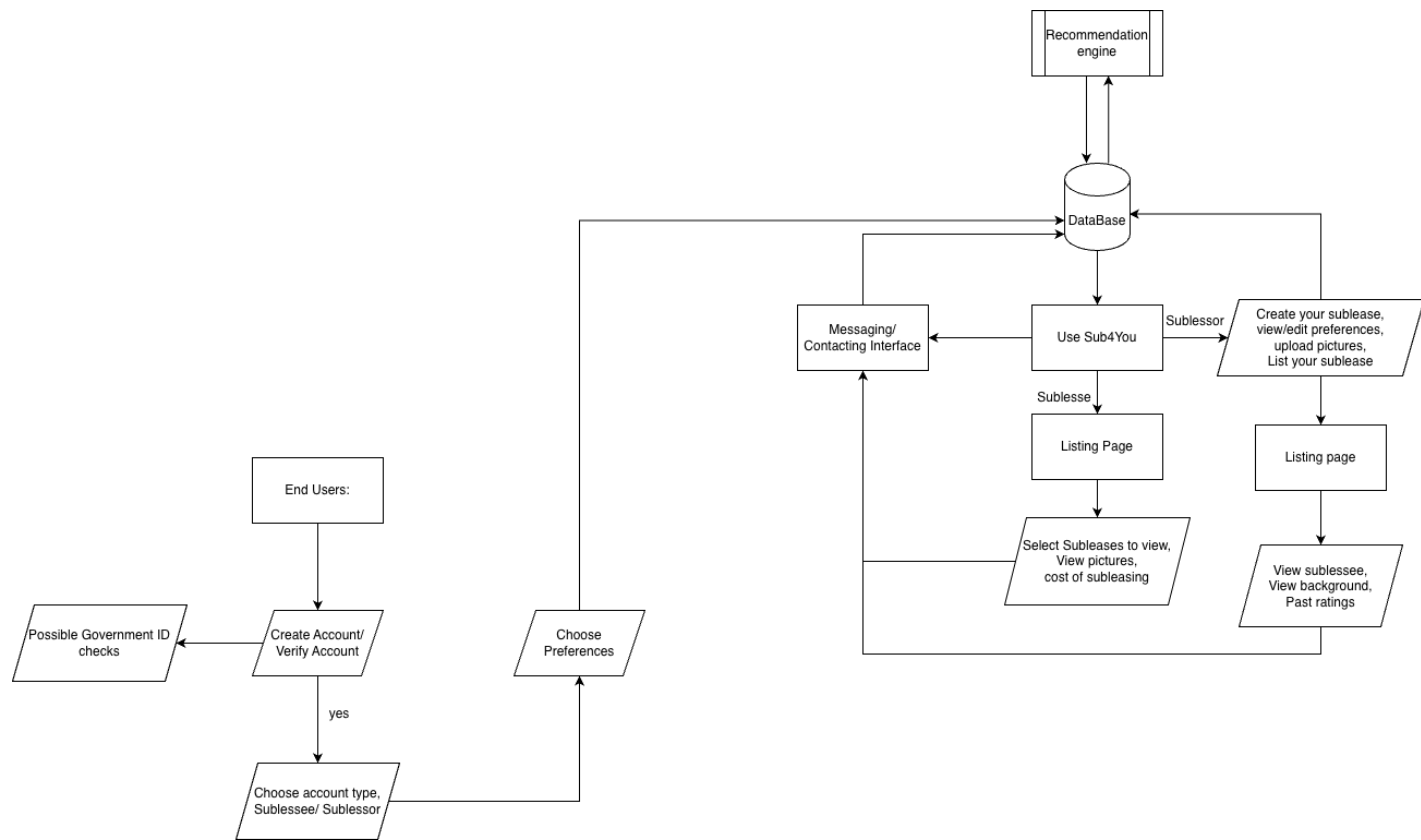 Recommendation
engine
DataBase
Messaging/
Contacting Interface
Use Sub4You
Sublessor
Create your sublease,
view/edit preferences,
upload pictures,
List your sublease
Sublesse
Listing Page
Listing page
End Users:
Select Subleases to view,
View pictures,
cost of subleasing
View sublessee,
View background,
Past ratings
Possible Government ID
checks
Create Account/
Verify Account
Choose
Preferences
yes
Choose account type,
Sublessee/ Sublessor